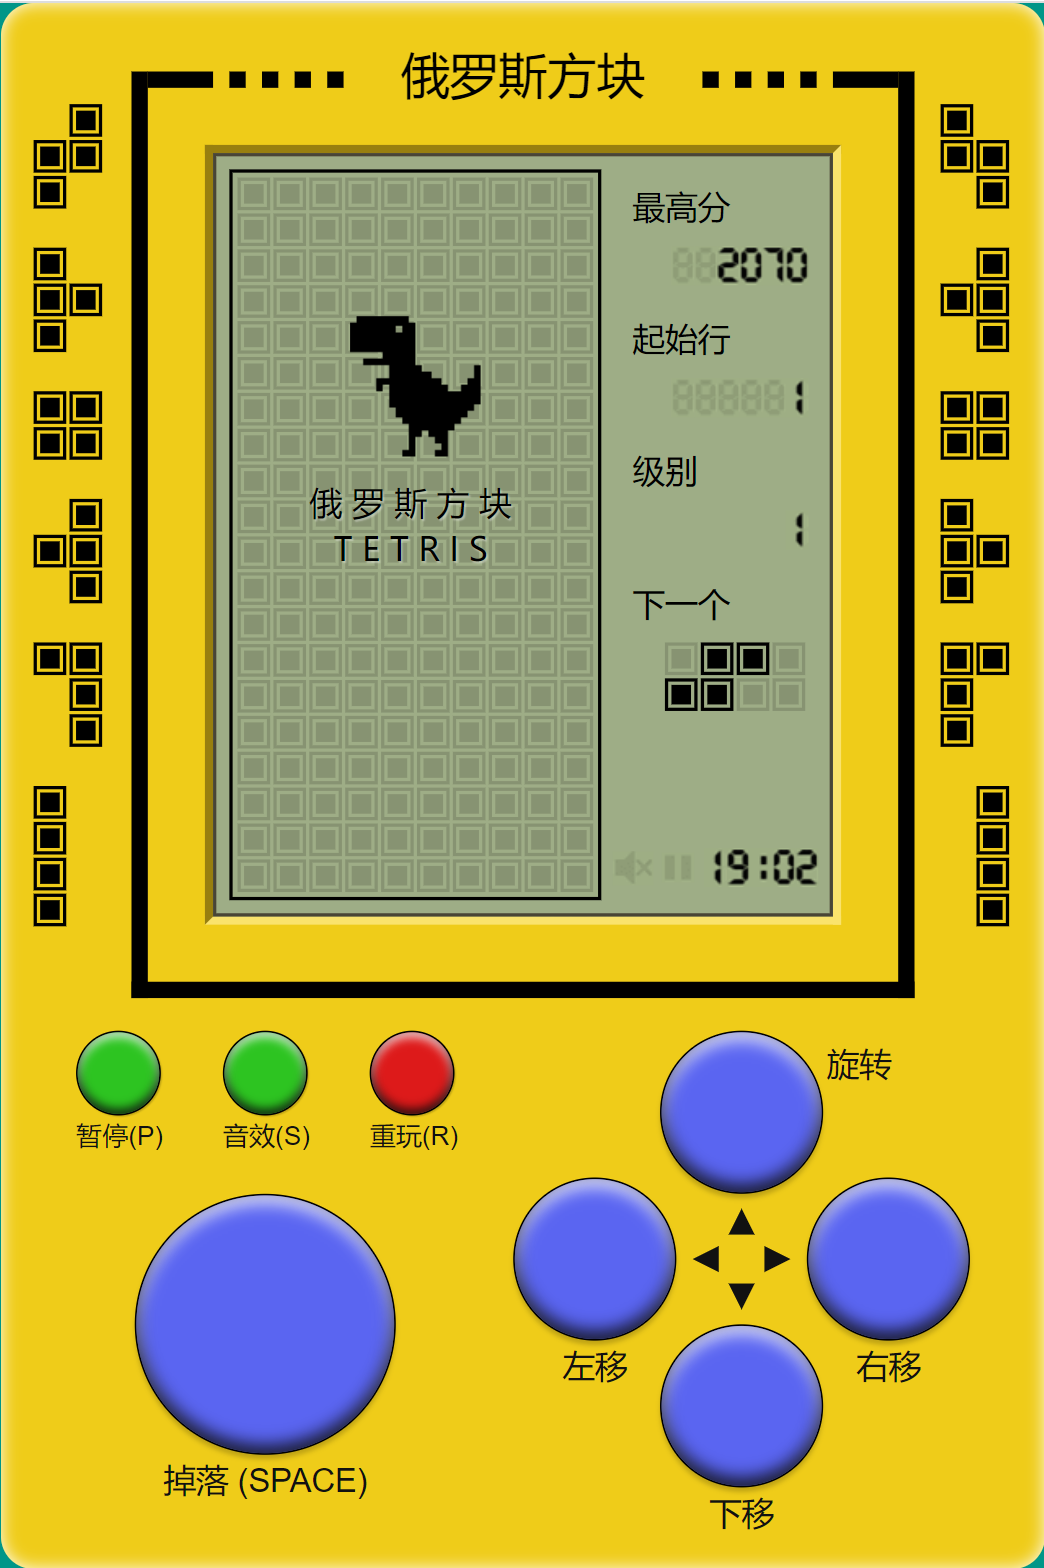 俄罗斯方块
最高分
2070
起始行
1
级别
1
俄罗斯方块
TETRIS
下一个
19:02
旋转
暂停(P)
音效(S)
重玩(R)
左移
右移
掉落 (SPACE)
下移